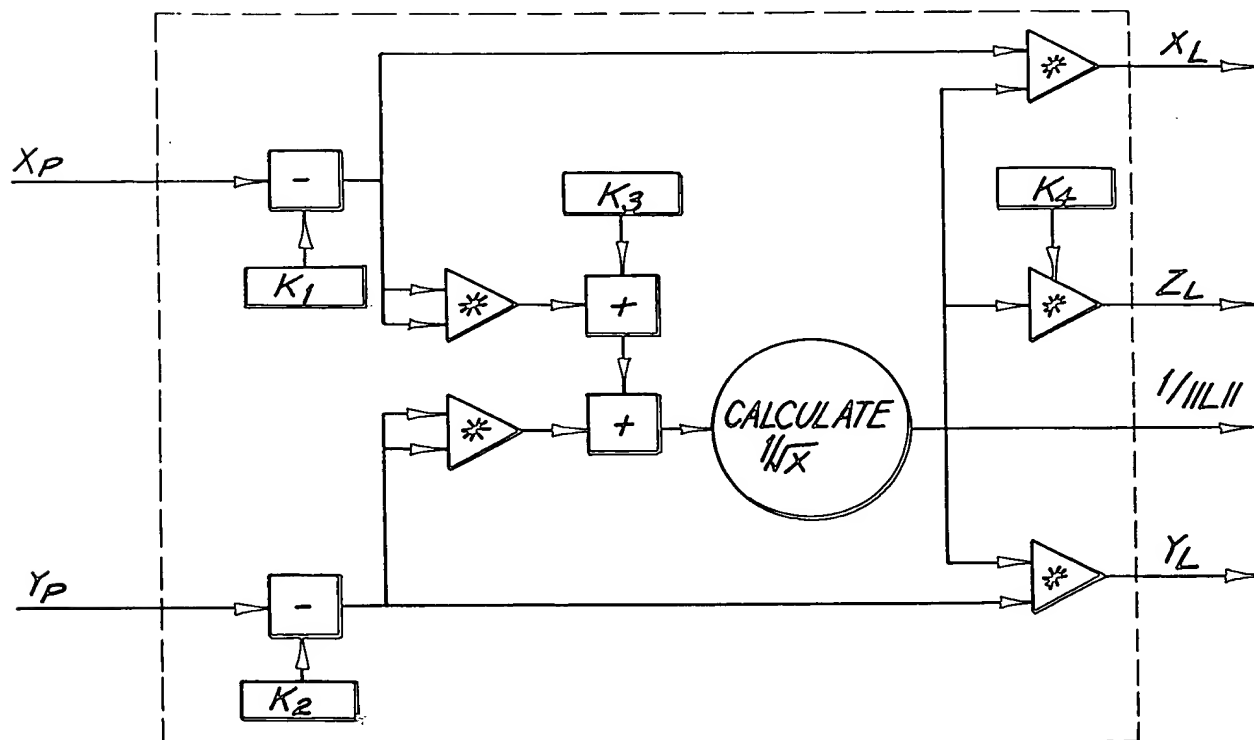 X_L
X_P
-
K_3
K_4
K_1
*
+
*
Z_L
*
+
CALCULATE
1/√X
1/||L||
Y_P
-
*
Y_L
K_2